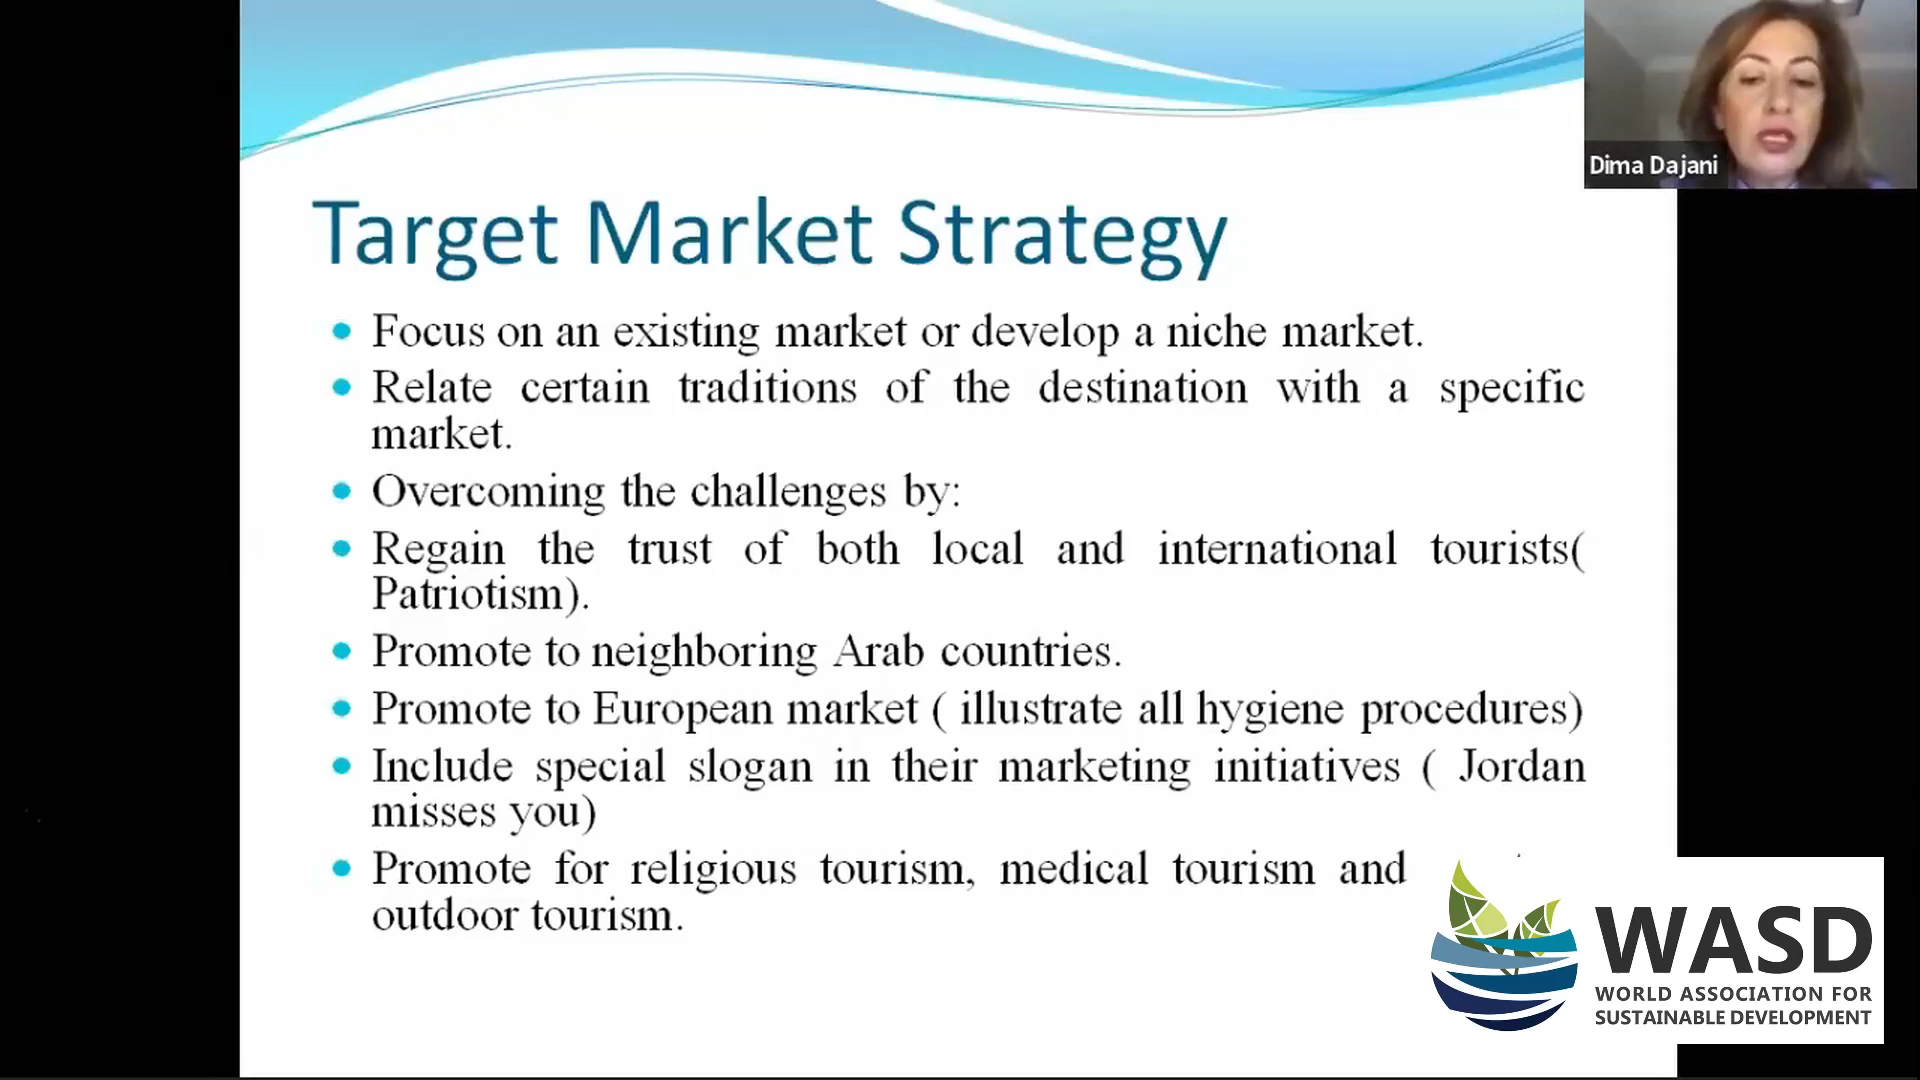 Dima Dajani
Target Market Strategy
Focus on an existing market or develop a niche market.
Relate certain traditions of the destination with a specific
market.
Overcoming the challenges by:
Regain the trust of both local and international tourists(
Patriotism).
Promote to neighboring Arab countries.
Promote to European market ( illustrate all hygiene procedures)
Include special slogan in their marketing initiatives ( Jordan
misses you)
Promote for religious tourism, medical tourism and
outdoor tourism.
WASD
WORLD ASSOCIATION FOR
SUSTAINABLE DEVELOPMENT